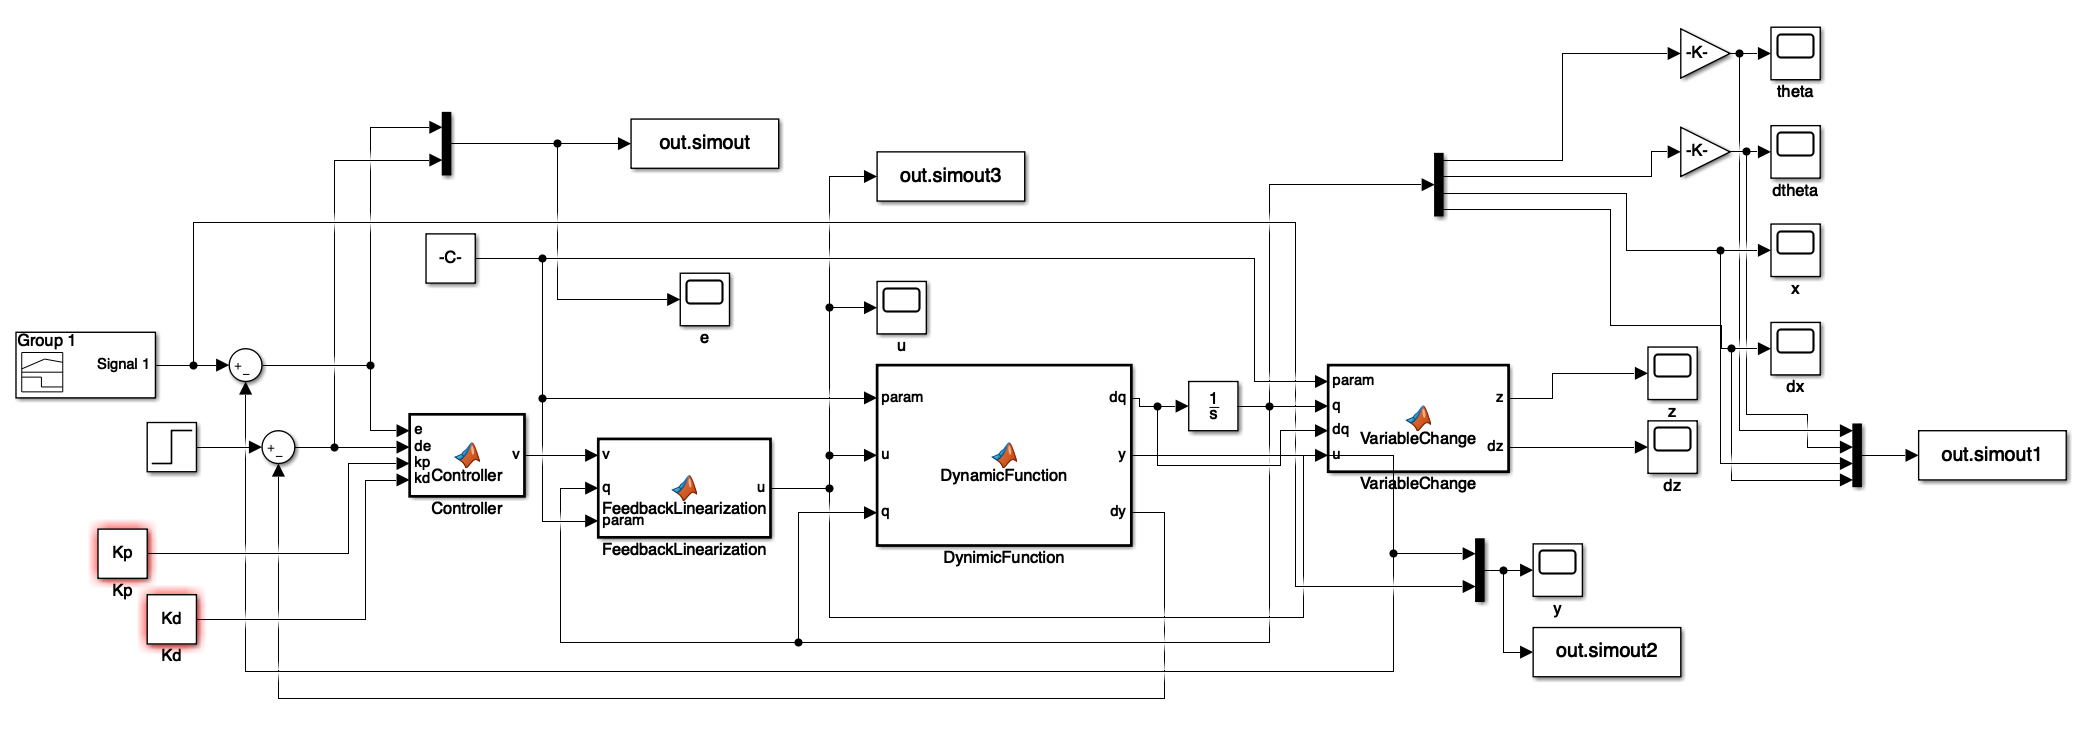 -K-
theta
out.simout
-K-
out.simout3
dtheta
-C-
x
e
u
Group 1
Signal 1
+
−
dx
param
q
dq
u
VariableChange
z
dz
VariableChange
z
dz
param
u
q
DynamicFunction
dq
y
dy
DynimicFunction
1
s
+
−
e
de
kp
kd
Controller
v
Controller
v
q
param
FeedbackLinearization
u
FeedbackLinearization
out.simout1
Kp
Kp
Kd
Kd
y
out.simout2